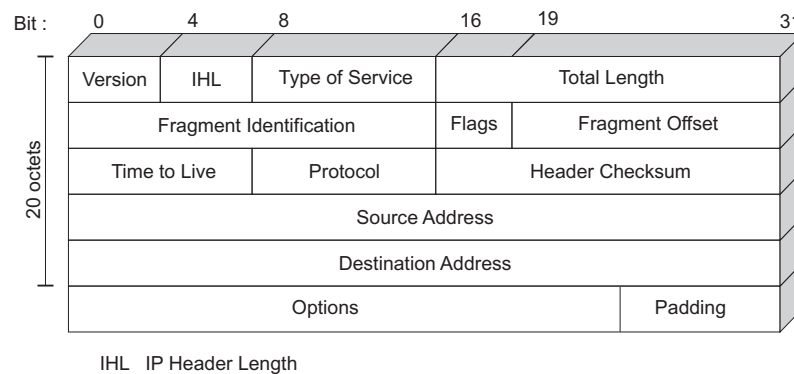 Bit : 0 4 8 16 19 31
Version IHL Type of Service Total Length
Fragment Identification Flags Fragment Offset
Time to Live Protocol Header Checksum
Source Address
Destination Address
Options Padding
20 octets
IHL IP Header Length